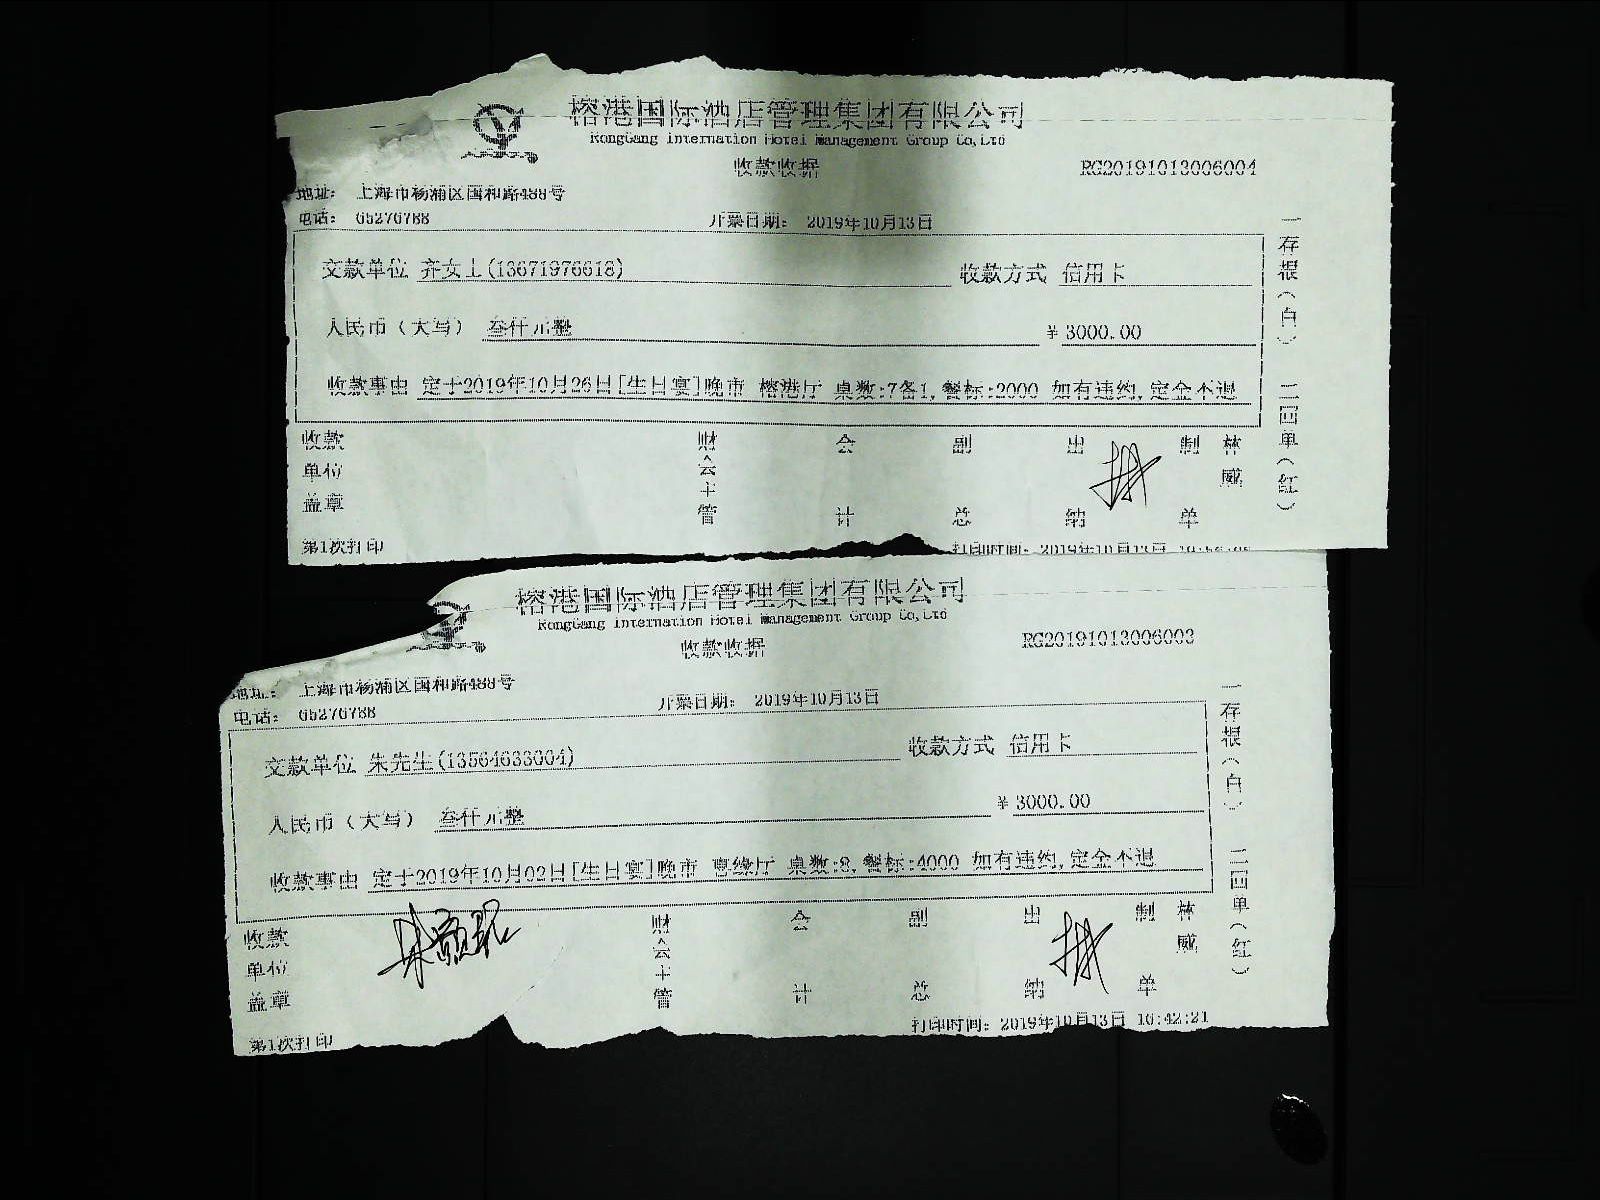 榕港国际酒店管理集团有限公司
RongGang Internation Hotel Management Group Co,Ltd
收款收据 RG20191013006004
地址: 上海市杨浦区国和路488号
电话: 65276788 开票日期: 2019年10月13日
交款单位 齐女士(13671976618) 收款方式 信用卡
人民币(大写) 叁仟元整 ¥3000.00
收款事由 定于2019年10月26日[生日宴]晚市 榕港厅 桌数:7备1,餐标:2000 如有违约,定金不退
收款单位盖章 财会主管 会计 副总 出纳 制单 林威
一存根(白) 二回单(红)
第1次打印 打印时间: 2019年10月13日
榕港国际酒店管理集团有限公司
RongGang Internation Hotel Management Group Co,Ltd
收款收据 RG20191013006003
地址: 上海市杨浦区国和路488号
电话: 65276788 开票日期: 2019年10月13日
交款单位 朱先生(13564633004) 收款方式 信用卡
人民币(大写) 叁仟元整 ¥3000.00
收款事由 定于2019年10月02日[生日宴]晚市 喜缘厅 桌数:8,餐标:4000 如有违约,定金不退
收款单位盖章 财会主管 会计 副总 出纳 制单 林威
一存根(白) 二回单(红)
第1次打印 打印时间: 2019年10月13日 16:42:21